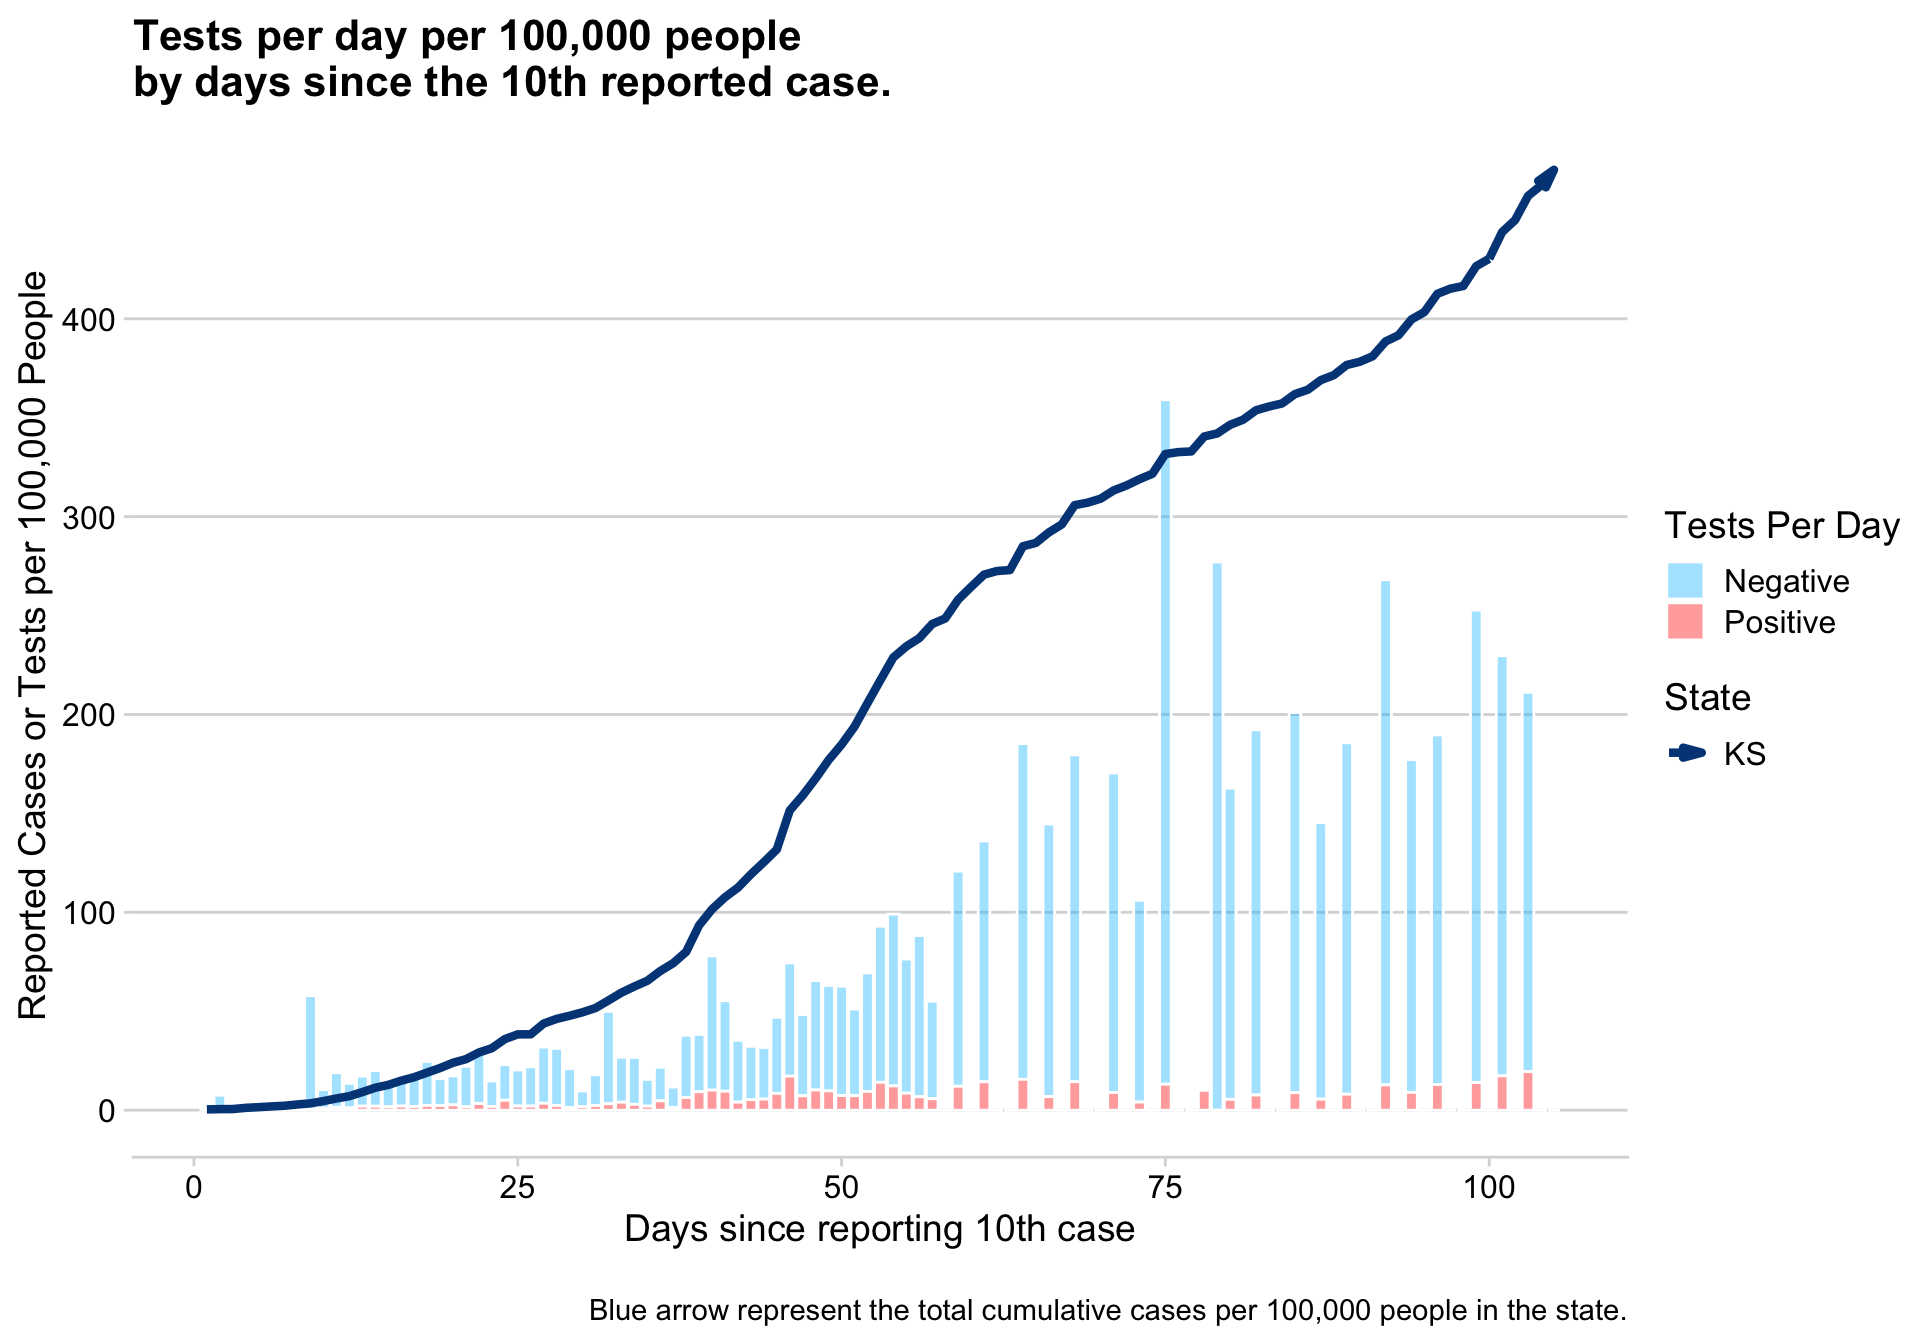 Tests per day per 100,000 people
by days since the 10th reported case.
Reported Cases or Tests per 100,000 People
400
300
200
100
0
0
25
50
75
100
Days since reporting 10th case
Tests Per Day
Negative
Positive
State
KS
Blue arrow represent the total cumulative cases per 100,000 people in the state.